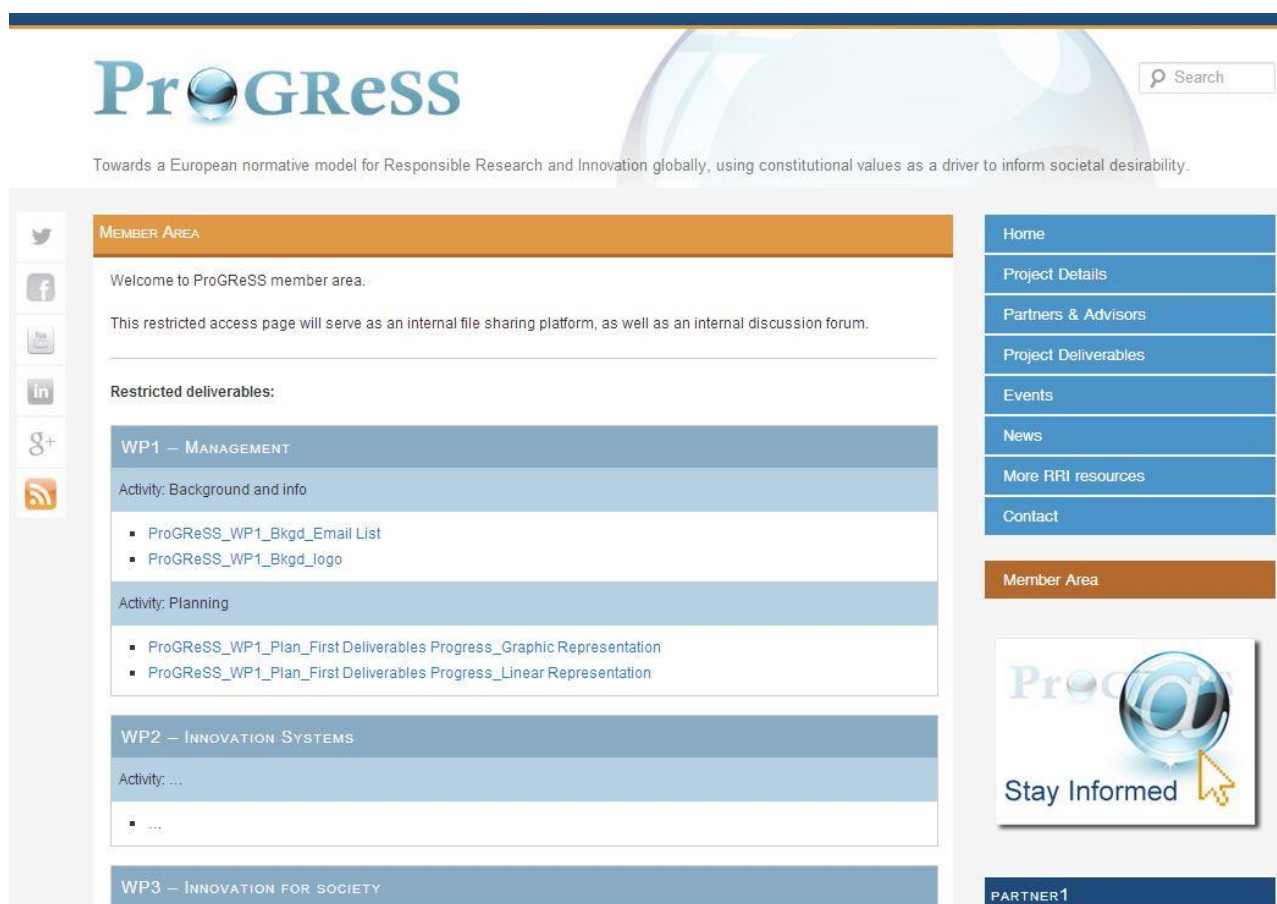 ProGReSS
Search
Towards a European normative model for Responsible Research and Innovation globally, using constitutional values as a driver to inform societal desirability.
MEMBER AREA
Welcome to ProGReSS member area.
This restricted access page will serve as an internal file sharing platform, as well as an internal discussion forum.
Restricted deliverables:
WP1 – MANAGEMENT
Activity: Background and info
ProGReSS_WP1_Bkgd_Email List
ProGReSS_WP1_Bkgd_logo
Activity: Planning
ProGReSS_WP1_Plan_First Deliverables Progress_Graphic Representation
ProGReSS_WP1_Plan_First Deliverables Progress_Linear Representation
WP2 – INNOVATION SYSTEMS
Activity: ...
...
WP3 – INNOVATION FOR SOCIETY
Home
Project Details
Partners & Advisors
Project Deliverables
Events
News
More RRI resources
Contact
Member Area
Stay Informed
PARTNER1
f
in
g+